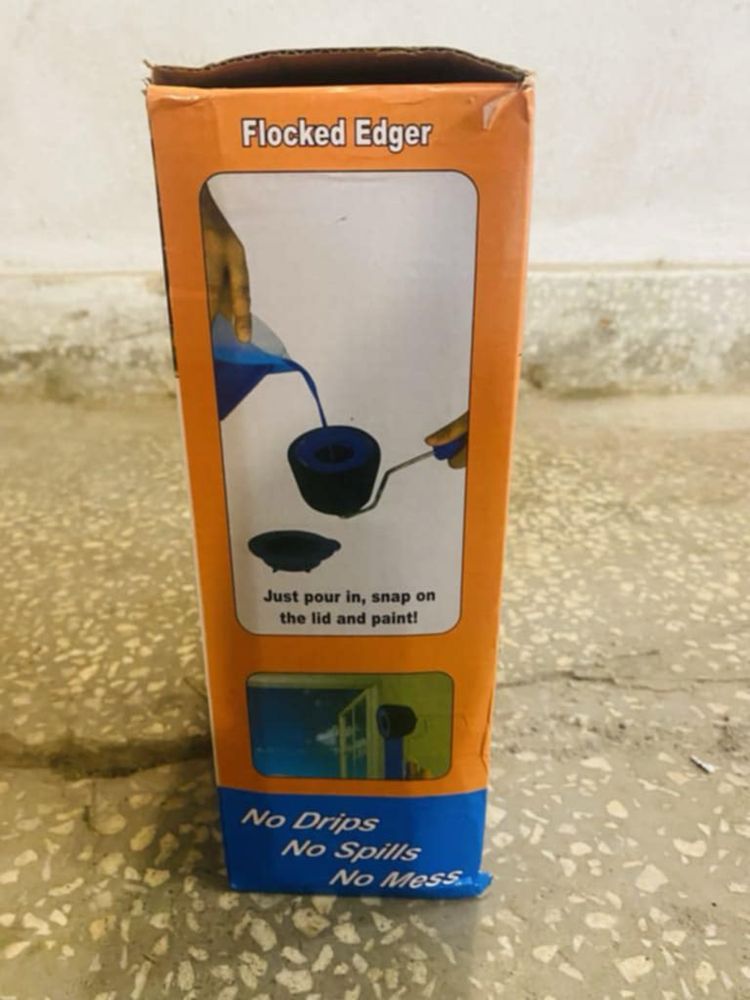 Flocked Edger
Just pour in, snap on
the lid and paint!
No Drips
No Spills
No Mess